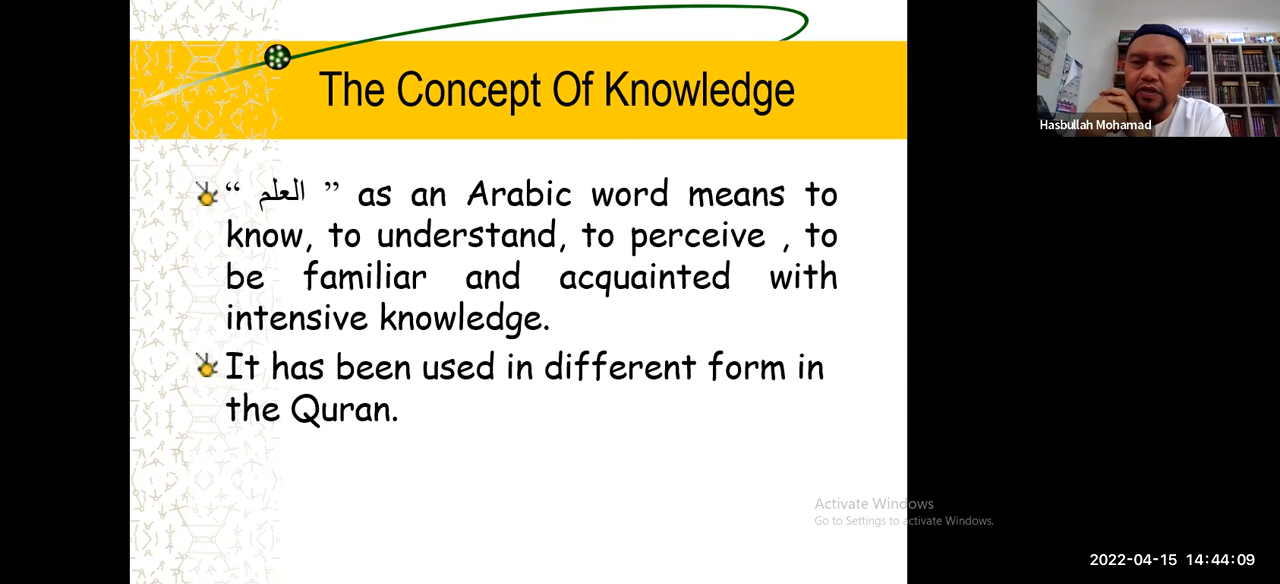 The Concept Of Knowledge
“ العلم ” as an Arabic word means to
know, to understand, to perceive , to
be familiar and acquainted with
intensive knowledge.
It has been used in different form in
the Quran.
Hasbullah Mohamad
Activate Windows
Go to Settings to activate Windows.
2022-04-15 14:44:09